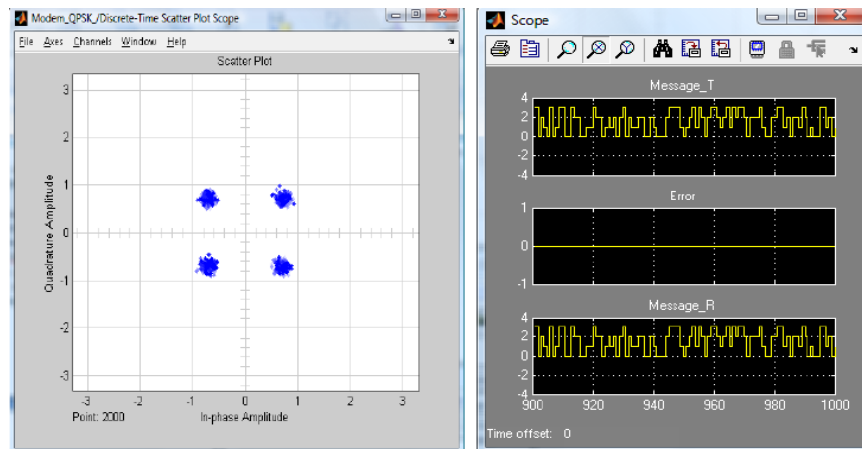 Modem_QPSK_/Discrete-Time Scatter Plot Scope
File Axes Channels Window Help
Scatter Plot
3
2
1
0
-1
-2
-3
Quadrature Amplitude
-3 -2 -1 0 1 2 3
Point: 2000
In-phase Amplitude
Scope
Message_T
4
2
0
-2
-4
Error
1
0
-1
Message_R
4
2
0
-2
-4
900 920 940 960 980 1000
Time offset: 0